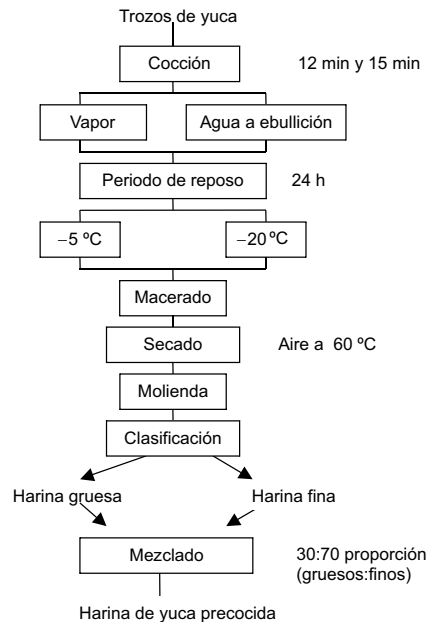 Trozos de yuca
Cocción
12 min y 15 min
Vapor
Agua a ebullición
Periodo de reposo
24 h
−5 ºC
−20 ºC
Macerado
Secado
Aire a 60 ºC
Molienda
Clasificación
Harina gruesa
Harina fina
Mezclado
30:70 proporción
(gruesos:finos)
Harina de yuca precocida